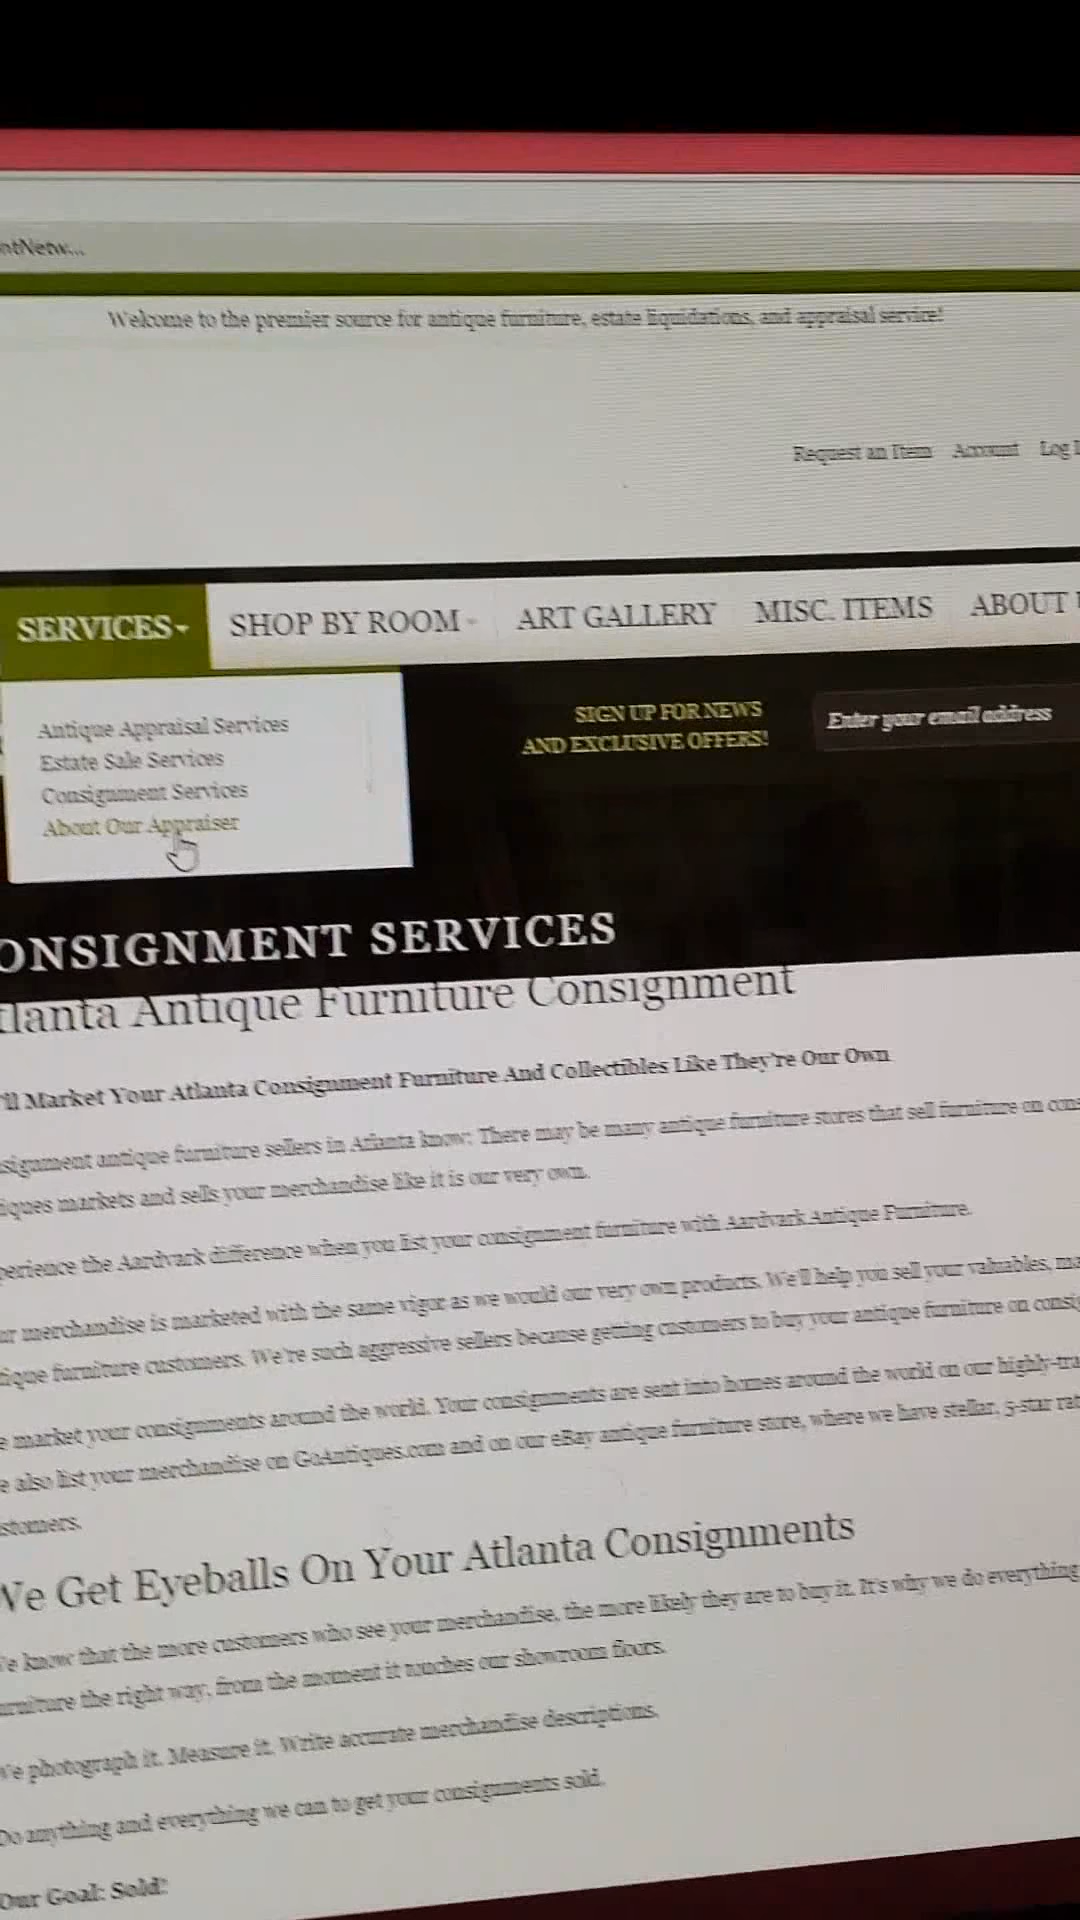 Welcome to the premier source for antique furniture, estate liquidations, and appraisal service!
Request an Item Account Log
SERVICES SHOP BY ROOM ART GALLERY MISC. ITEMS ABOUT
Antique Appraisal Services
Estate Sale Services
Consignment Services
About Our Appraiser
SIGN UP FOR NEWS
AND EXCLUSIVE OFFERS!
Enter your email address
ONSIGNMENT SERVICES
tlanta Antique Furniture Consignment
'll Market Your Atlanta Consignment Furniture And Collectibles Like They're Our Own
signment antique furniture sellers in Atlanta know: There may be many antique furniture stores that sell furniture on cons
iques markets and sells your merchandise like it is our very own.
perience the Aardvark difference when you list your consignment furniture with Aardvark Antique Furniture.
ur merchandise is marketed with the same vigor as we would our very own products. We'll help you sell your valuables, ma
tique furniture customers. We're such aggressive sellers because getting customers to buy your antique furniture on consig
e market your consignments around the world. Your consignments are sent into homes around the world on our highly-tra
e also list your merchandise on GoAntiques.com and on our eBay antique furniture store, where we have stellar, 5-star rat
stomers.
We Get Eyeballs On Your Atlanta Consignments
e know that the more customers who see your merchandise, the more likely they are to buy it. It's why we do everything
urniture the right way, from the moment it touches our showroom floors.
We photograph it. Measure it. Write accurate merchandise descriptions.
Do anything and everything we can to get your consignments sold.
Our Goal: Sold!